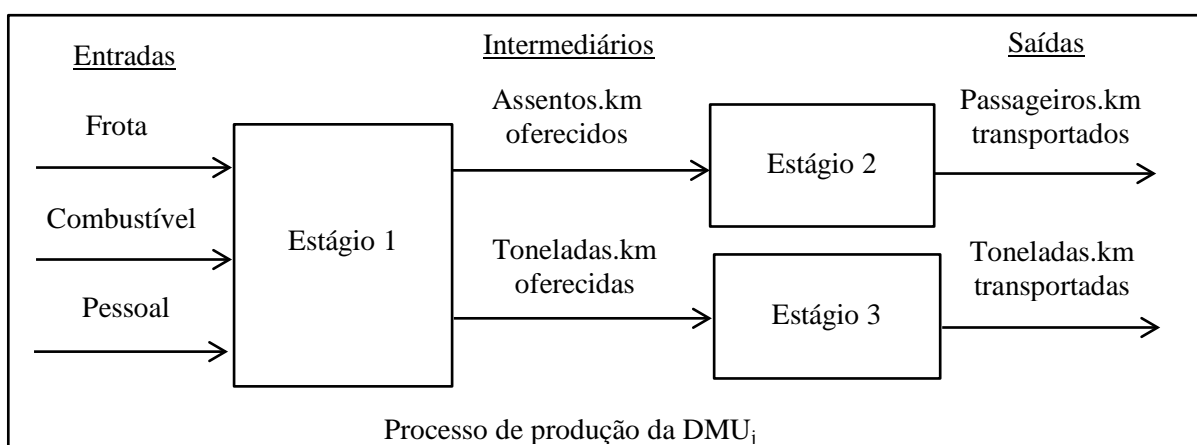 Entradas
Intermediários
Saídas
Frota
Combustível
Pessoal
Estágio 1
Assentos.km
oferecidos
Toneladas.km
oferecidas
Estágio 2
Estágio 3
Passageiros.km
transportados
Toneladas.km
transportadas
Processo de produção da DMUj